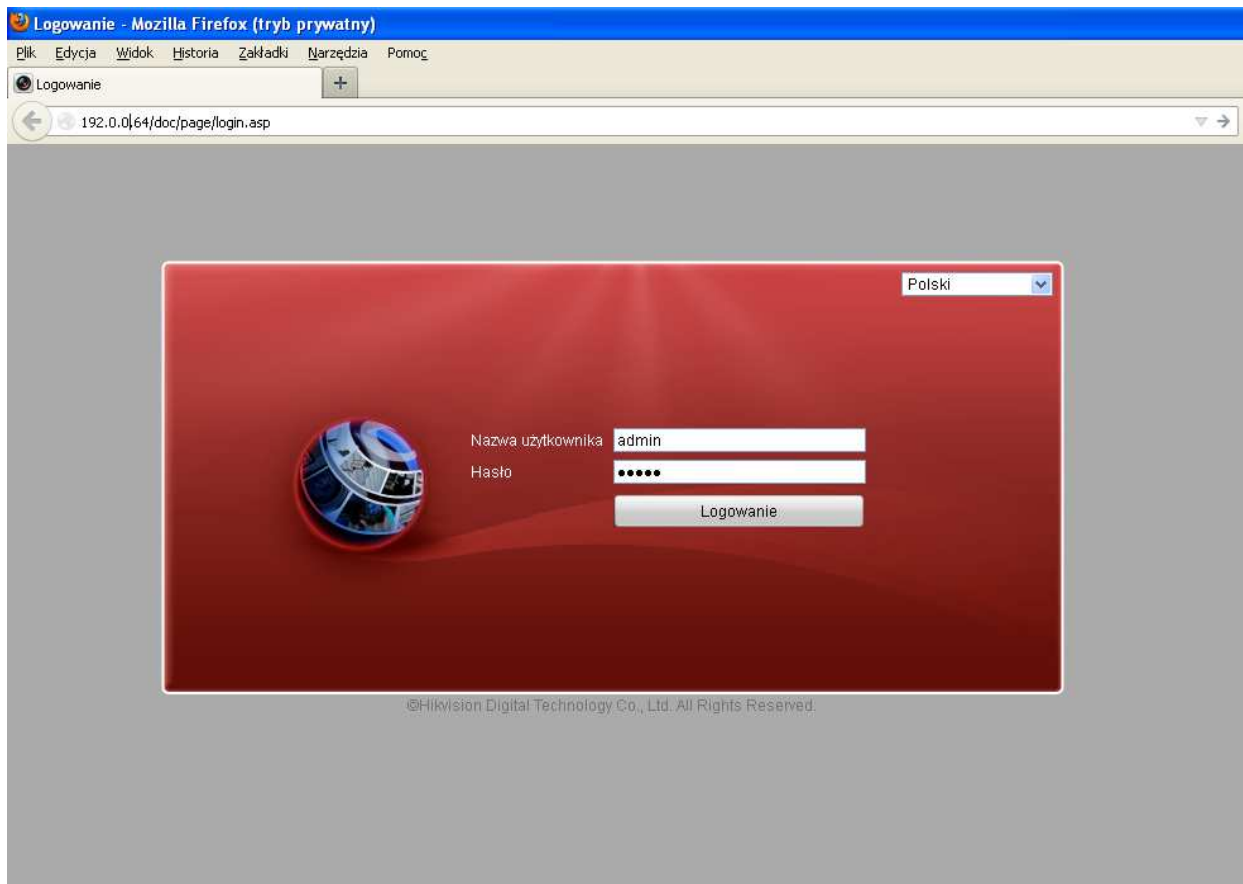 Logowanie - Mozilla Firefox (tryb prywatny)
Plik Edycja Widok Historia Zakładki Narzędzia Pomoc
Logowanie
192.0.0.64/doc/page/login.asp
Polski
Nazwa użytkownika admin
Hasło •••••
Logowanie
©Hikvision Digital Technology Co., Ltd. All Rights Reserved.